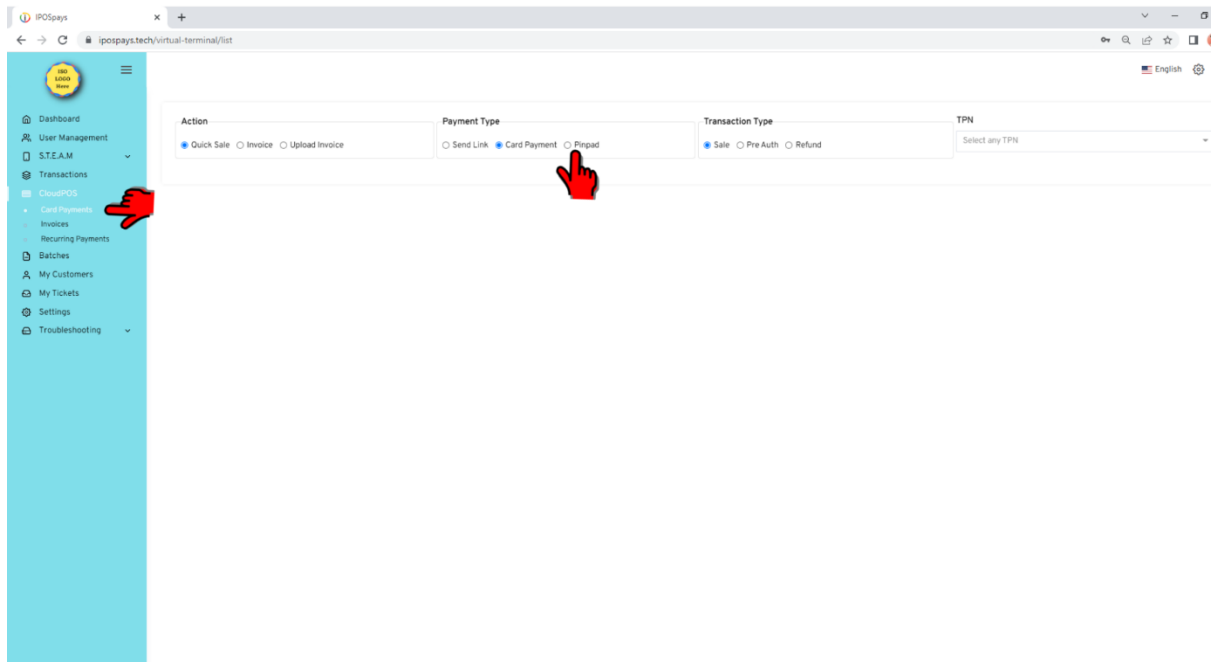 IPOSpays
ipospays.tech/virtual-terminal/list
ISO
LOGO
Here
English
Dashboard
User Management
S.T.E.A.M
Transactions
CloudPOS
Card Payments
Invoices
Recurring Payments
Batches
My Customers
My Tickets
Settings
Troubleshooting
Action
Quick Sale Invoice Upload Invoice
Payment Type
Send Link Card Payment Pinpad
Transaction Type
Sale Pre Auth Refund
TPN
Select any TPN